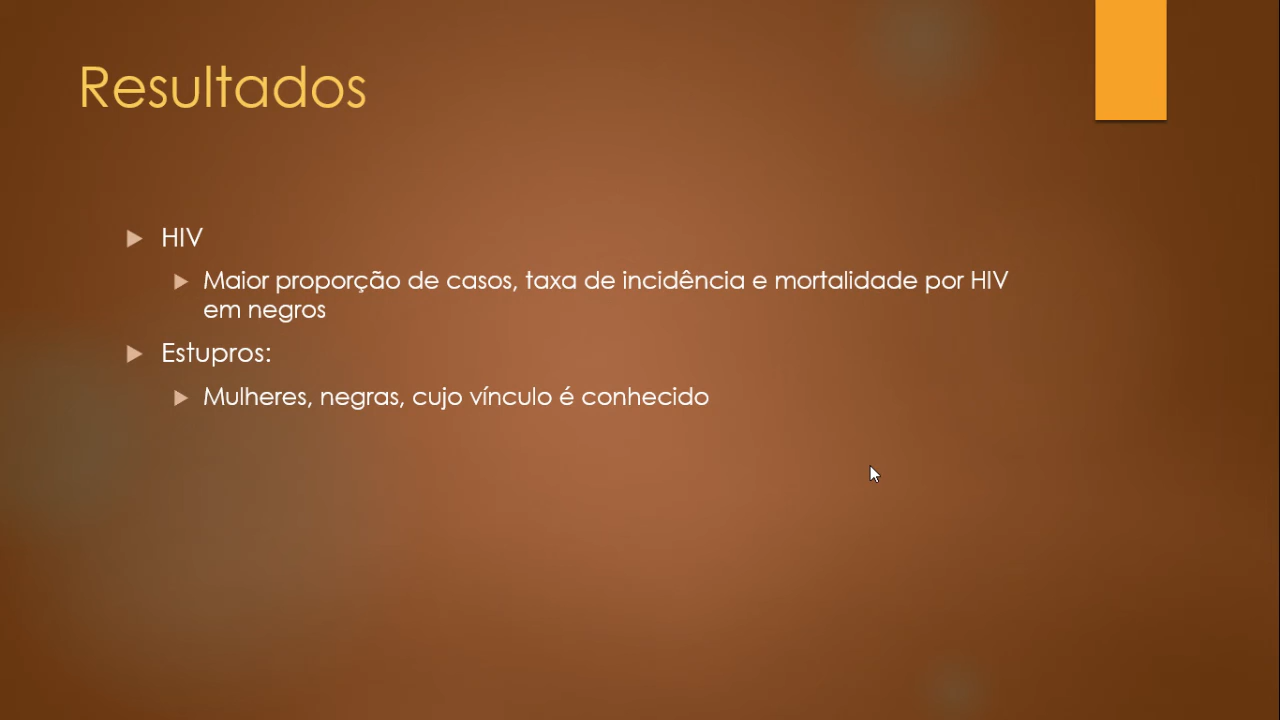 Resultados
HIV
Maior proporção de casos, taxa de incidência e mortalidade por HIV
em negros
Estupros:
Mulheres, negras, cujo vínculo é conhecido